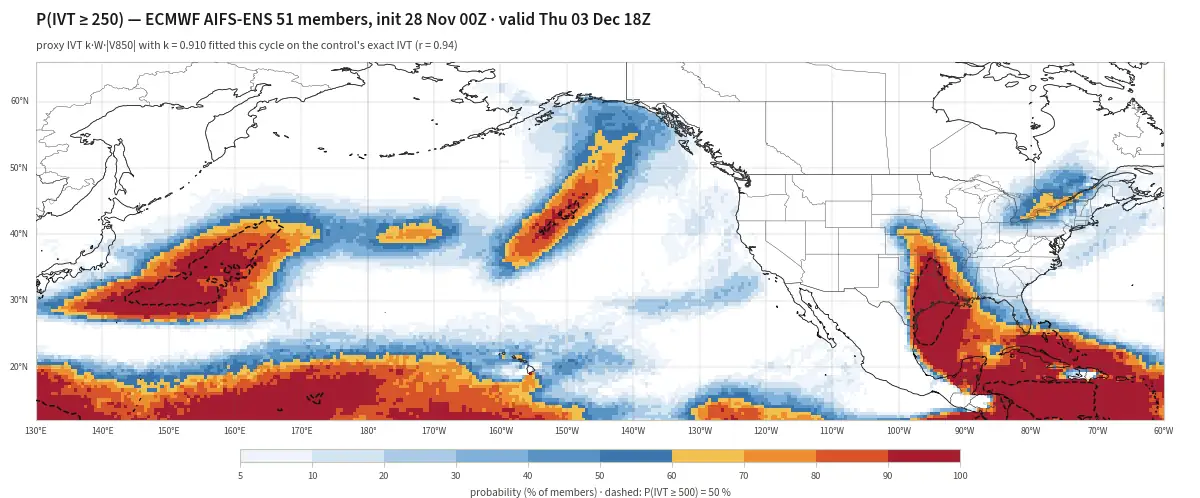 P(IVT ≥ 250) — ECMWF AIFS-ENS 51 members, init 28 Nov 00Z · valid Thu 03 Dec 18Z
proxy IVT k·W·|V850| with k = 0.910 fitted this cycle on the control's exact IVT (r = 0.94)
60°N
50°N
40°N
30°N
20°N
130°E 140°E 150°E 160°E 170°E 180° 170°W 160°W 150°W 140°W 130°W 120°W 110°W 100°W 90°W 80°W 70°W 60°W
5 10 20 30 40 50 60 70 80 90 100
probability (% of members) · dashed: P(IVT ≥ 500) = 50 %